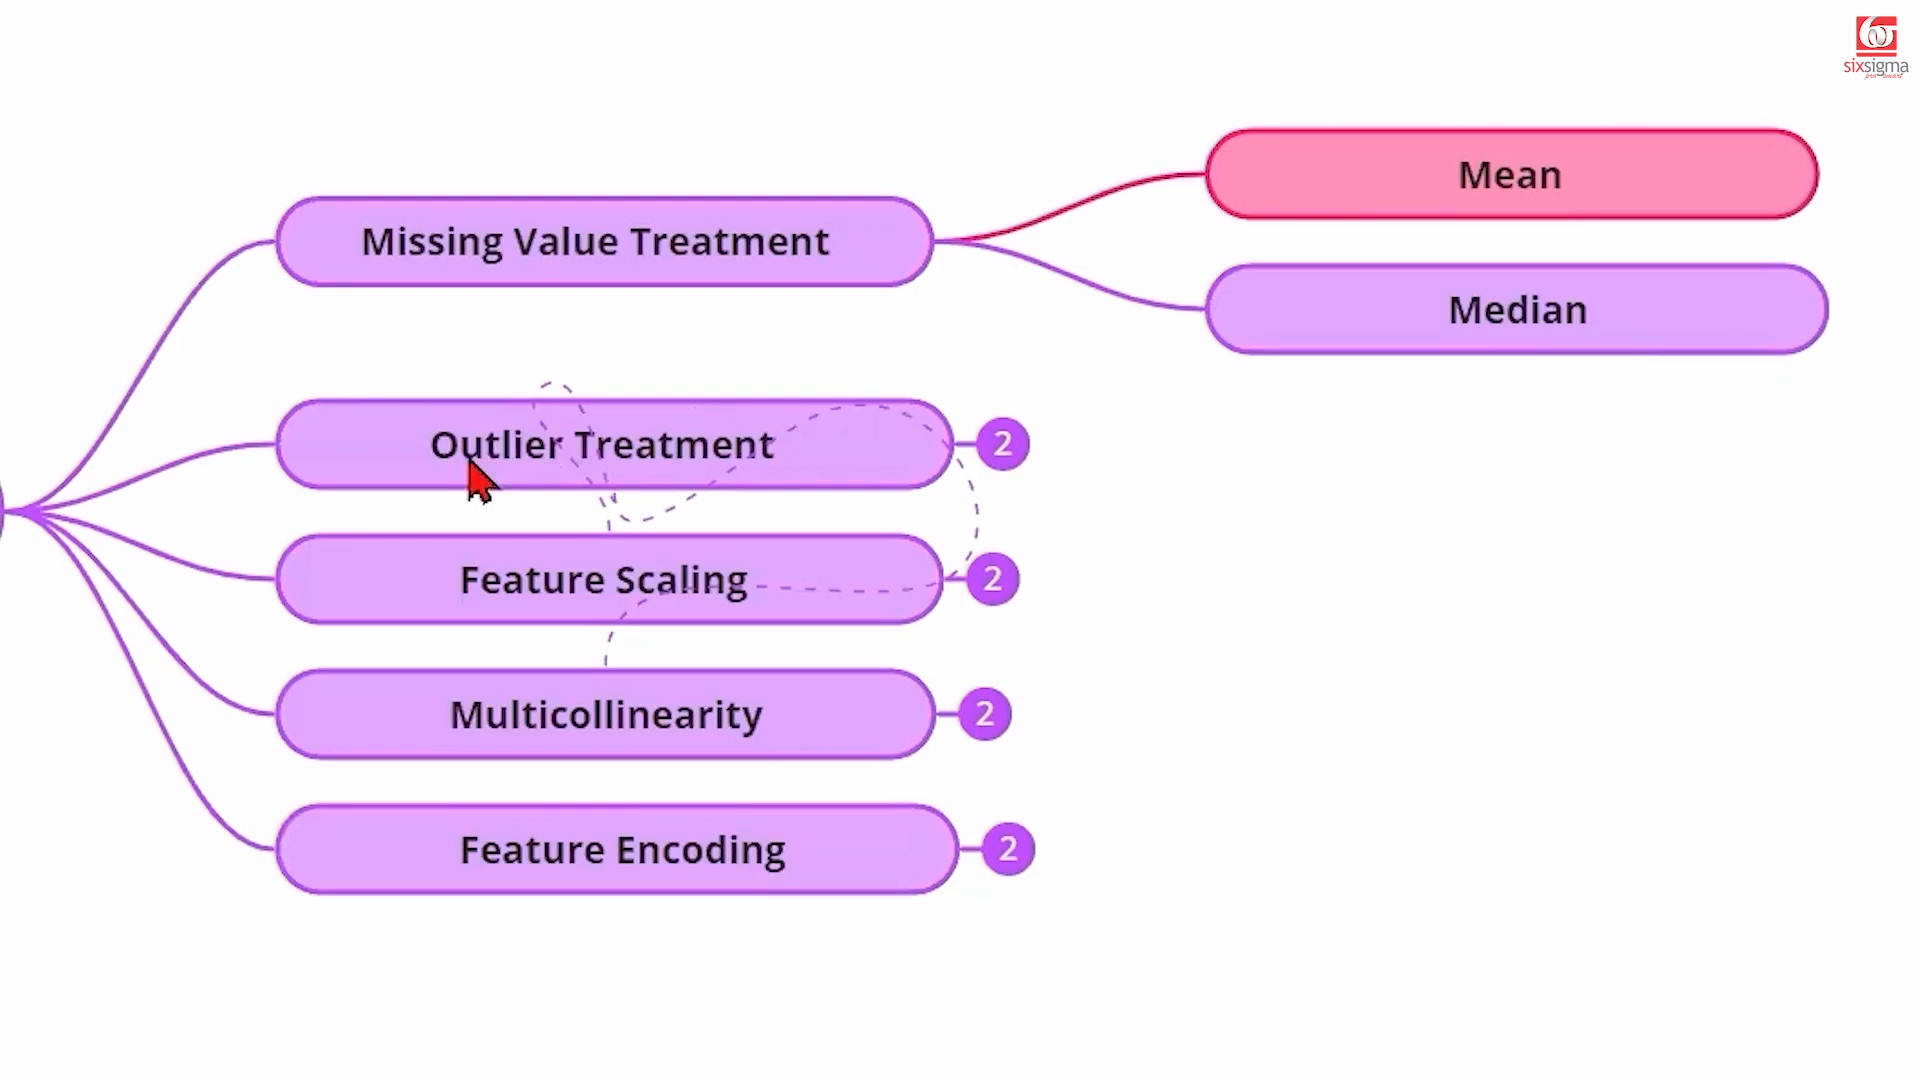 sixsigma
Mean
Missing Value Treatment
Median
Outlier Treatment
2
Feature Scaling
2
Multicollinearity
2
Feature Encoding
2